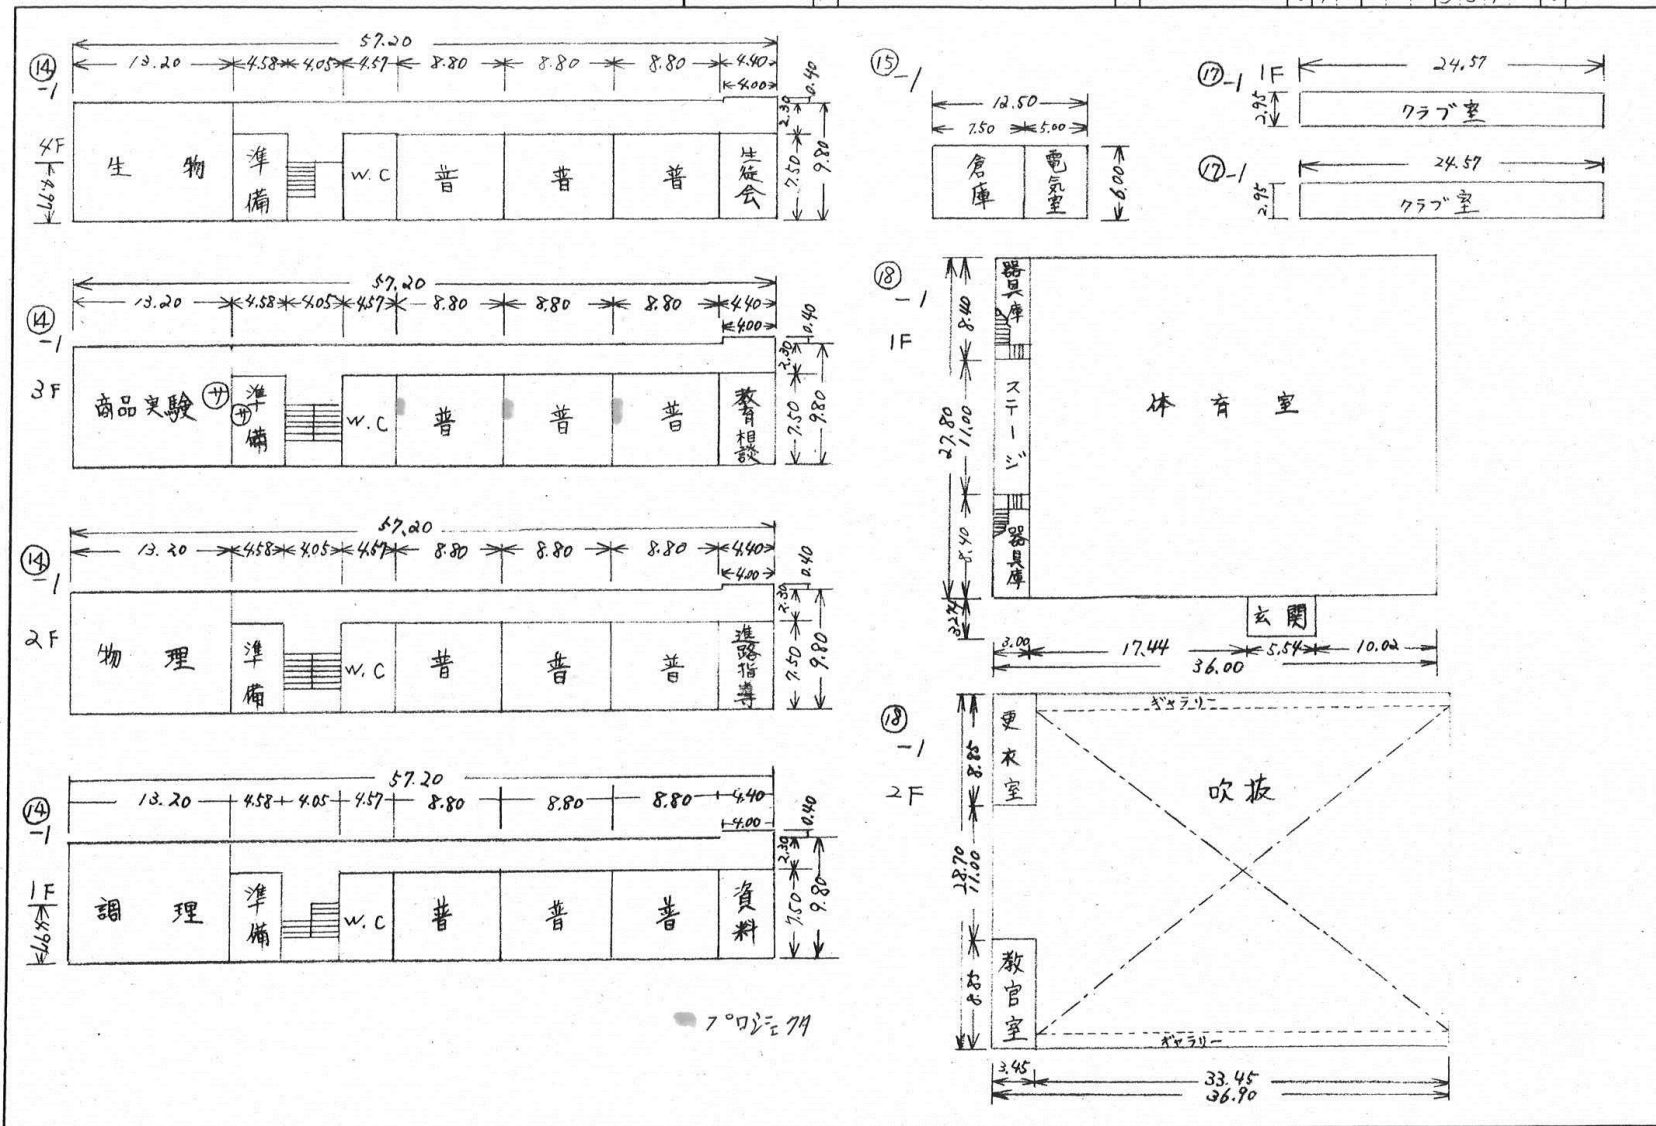 57.20
⑭-1
13.20 4.58 4.05 4.57 8.80 8.80 8.80 4.40
4.00 0.40
4F
4.97
生物 準備 W.C 普 普 普 生徒会
2.30 7.50 9.80
57.20
⑭-1
13.20 4.58 4.05 4.57 8.80 8.80 8.80 4.40
4.00 0.40
3F
商品実験 サ サ 準備 W.C 普 普 普 教育相談
2.30 7.50 9.80
57.20
⑭-1
13.20 4.58 4.05 4.57 8.80 8.80 8.80 4.40
4.00 0.40
2F
物理 準備 W.C 普 普 普 進路指導
2.30 7.50 9.80
57.20
⑭-1
13.20 4.58 4.05 4.57 8.80 8.80 8.80 4.40
4.00 0.40
1F
4.97
調理 準備 W.C 普 普 普 資料
2.30 7.50 9.80
プロジェクタ
⑮-1
12.50
7.50 5.00
倉庫 電気室
6.00
⑰-1 1F
24.57
2.95
クラブ室
⑰-1
24.57
2.95
クラブ室
⑱-1
1F
27.80
8.40 11.00 8.40
器具庫
ステージ
器具庫
体育室
玄関
3.00 17.44 5.54 10.02
36.00
⑱-1
2F
28.70
8.85 11.00 8.85
更衣室
ギャラリー
吹抜
教官室
ギャラリー
3.45 33.45
36.90